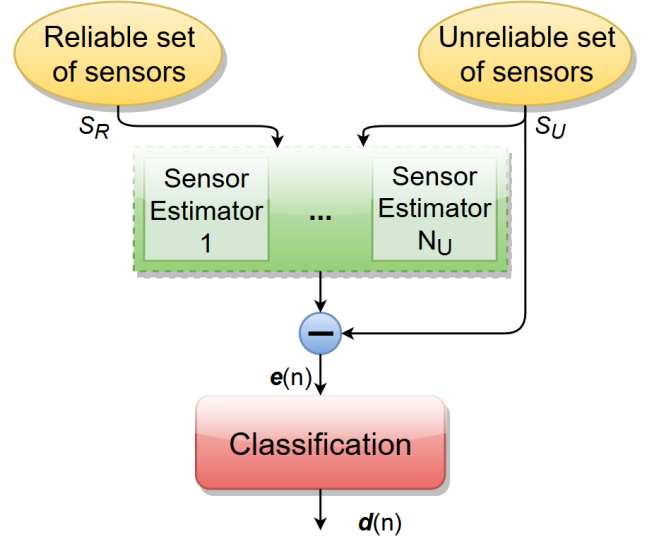 Reliable set
of sensors
Unreliable set
of sensors
S_R
S_U
Sensor
Estimator
1
...
Sensor
Estimator
N_U
−
e(n)
Classification
d(n)